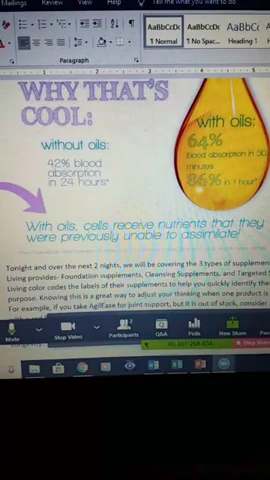 Mailings Review View Help Tell me what you want to do
AaBbCcDc AaBbCcDc AaBbCc AaBbC
¶ Normal ¶ No Spac... Heading 1
Paragraph
WHY THAT'S
COOL:
with oils:
64%
blood absorption in 30
minutes
86% in 1 hour*
without oils:
42% blood
absorption
in 24 hours*
With oils, cells receive nutrients that they
were previously unable to assimilate!
Tonight and over the next 2 nights, we will be covering the 3 types of supplemen
Living provides- Foundation supplements, Cleansing Supplements, and Targeted S
Living color codes the labels of their supplements to help you quickly identify the
purpose. Knowing this is a great way to adjust your thinking when one product is
For example, if you take AgilEase for joint support, but it is out of stock, consider
Mute Stop Video Participants Q&A Polls New Share
2
Stop Shar